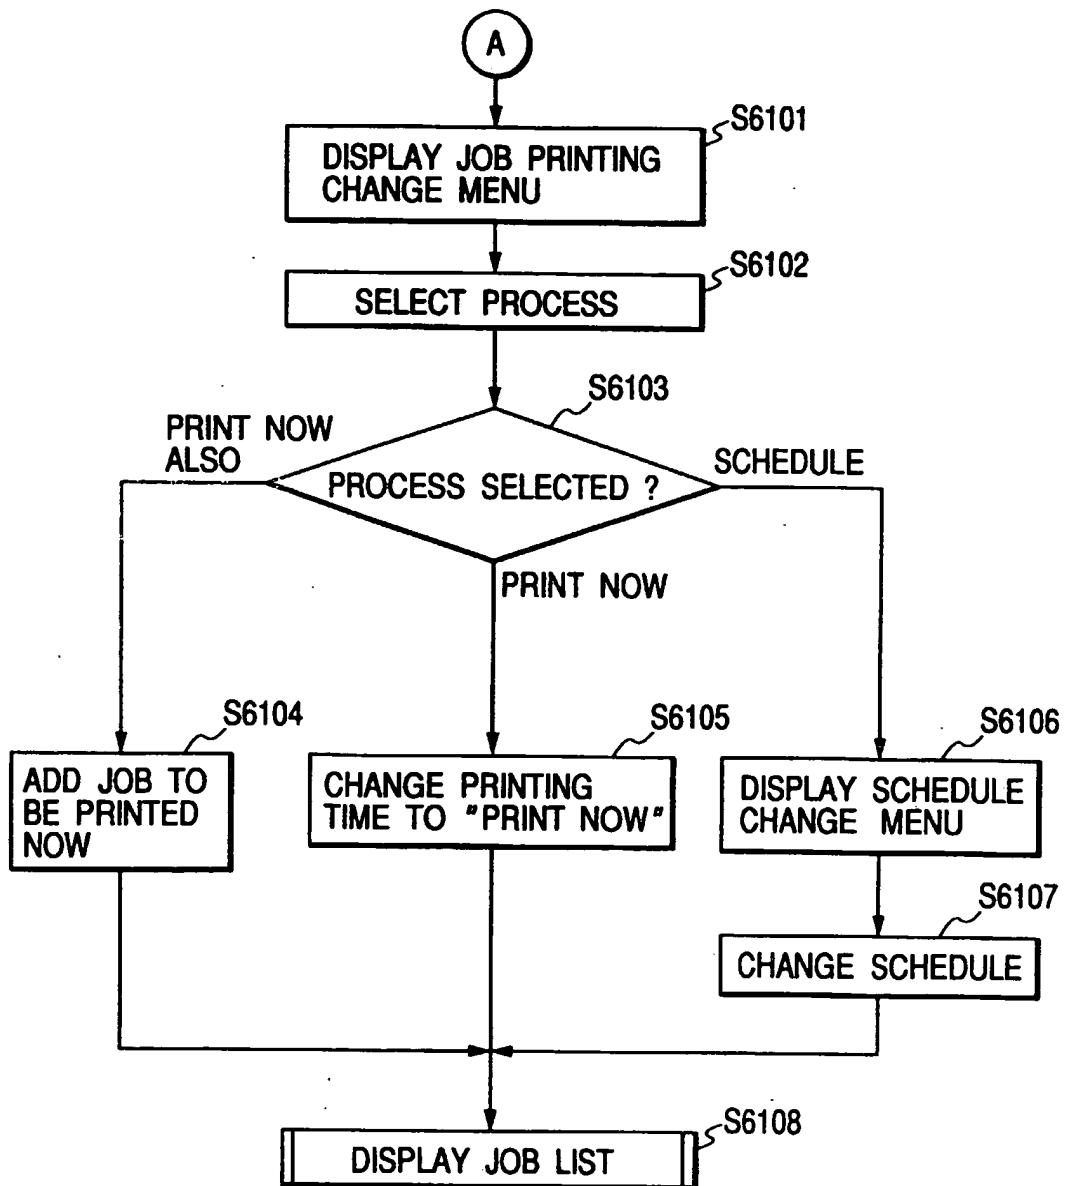 A
S6101
DISPLAY JOB PRINTING
CHANGE MENU
S6102
SELECT PROCESS
S6103
PRINT NOW
ALSO
PROCESS SELECTED ?
SCHEDULE
PRINT NOW
S6104
ADD JOB TO
BE PRINTED
NOW
S6105
CHANGE PRINTING
TIME TO "PRINT NOW"
S6106
DISPLAY SCHEDULE
CHANGE MENU
S6107
CHANGE SCHEDULE
S6108
DISPLAY JOB LIST